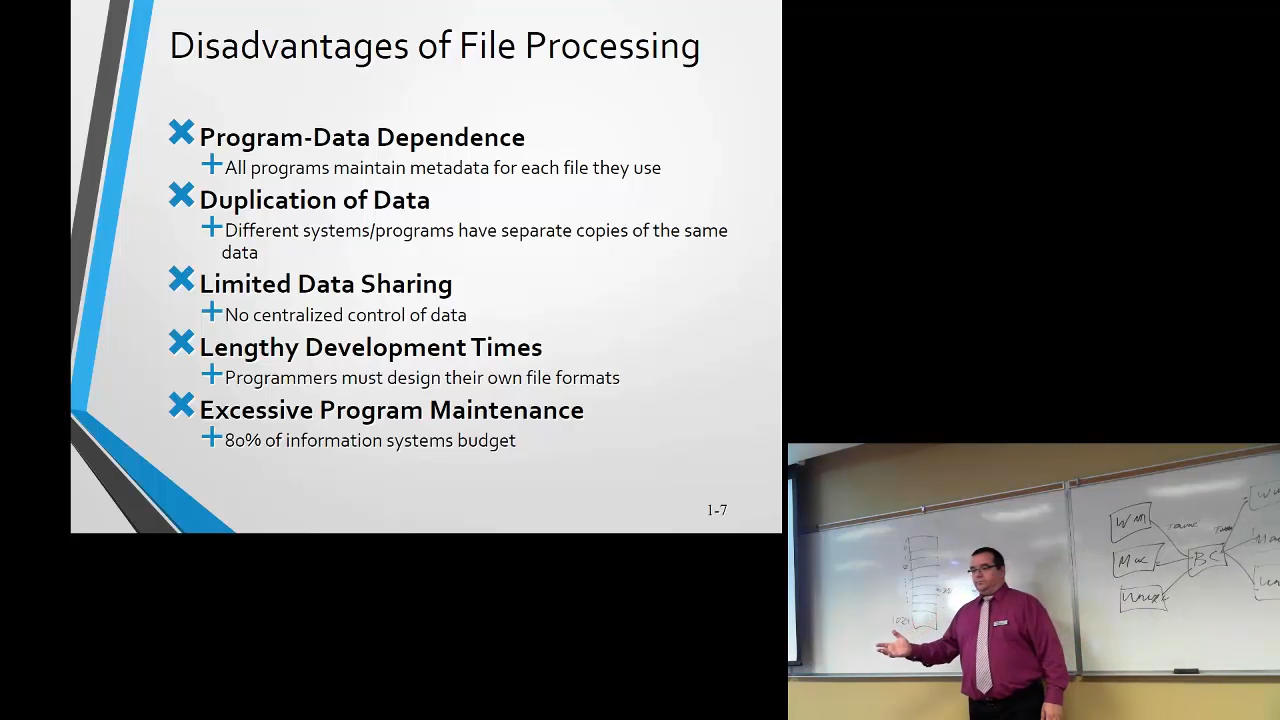 Disadvantages of File Processing
Program-Data Dependence
All programs maintain metadata for each file they use
Duplication of Data
Different systems/programs have separate copies of the same
data
Limited Data Sharing
No centralized control of data
Lengthy Development Times
Programmers must design their own file formats
Excessive Program Maintenance
80% of information systems budget
1-7
BC